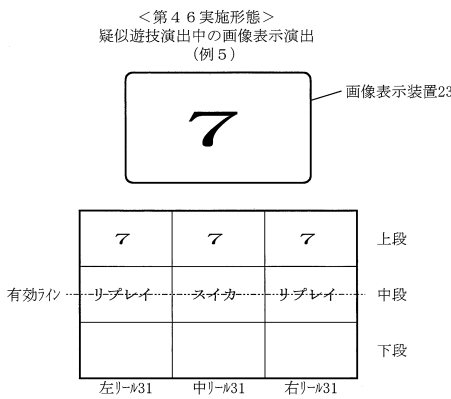 ＜第４６実施形態＞
疑似遊技演出中の画像表示演出
（例５）
7
画像表示装置23
7 7 7 上段
有効ライン リプレイ スイカ リプレイ 中段
下段
左リール31 中リール31 右リール31